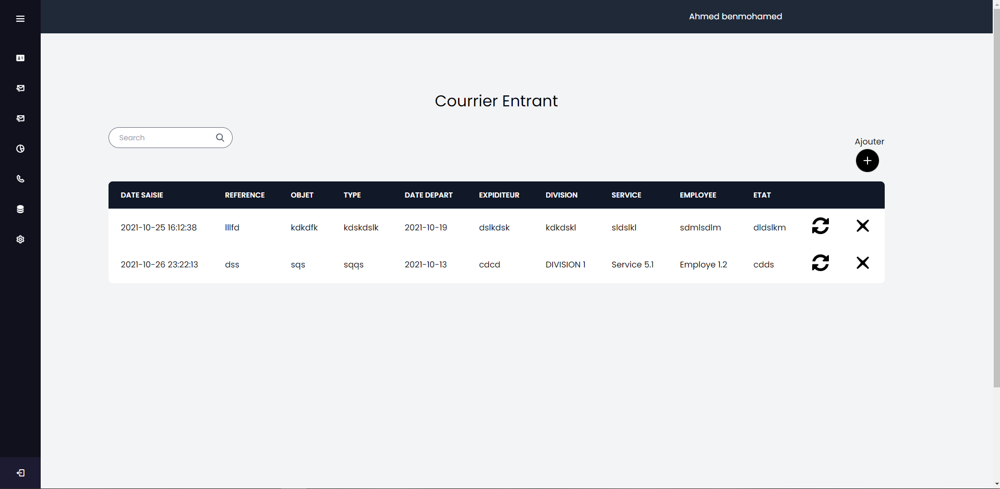 Ahmed benmohamed
Courrier Entrant
Search
Ajouter
DATE SAISIE REFERENCE OBJET TYPE DATE DEPART EXPIDITEUR DIVISION SERVICE EMPLOYEE ETAT
2021-10-25 16:12:38 lllfd kdkdfk kdskdslk 2021-10-19 dslkdsk kdkdskl sldslkl sdmlsdlm dldslkm
2021-10-26 23:22:13 dss sqs sqqs 2021-10-13 cdcd DIVISION 1 Service 5.1 Employe 1.2 cdds